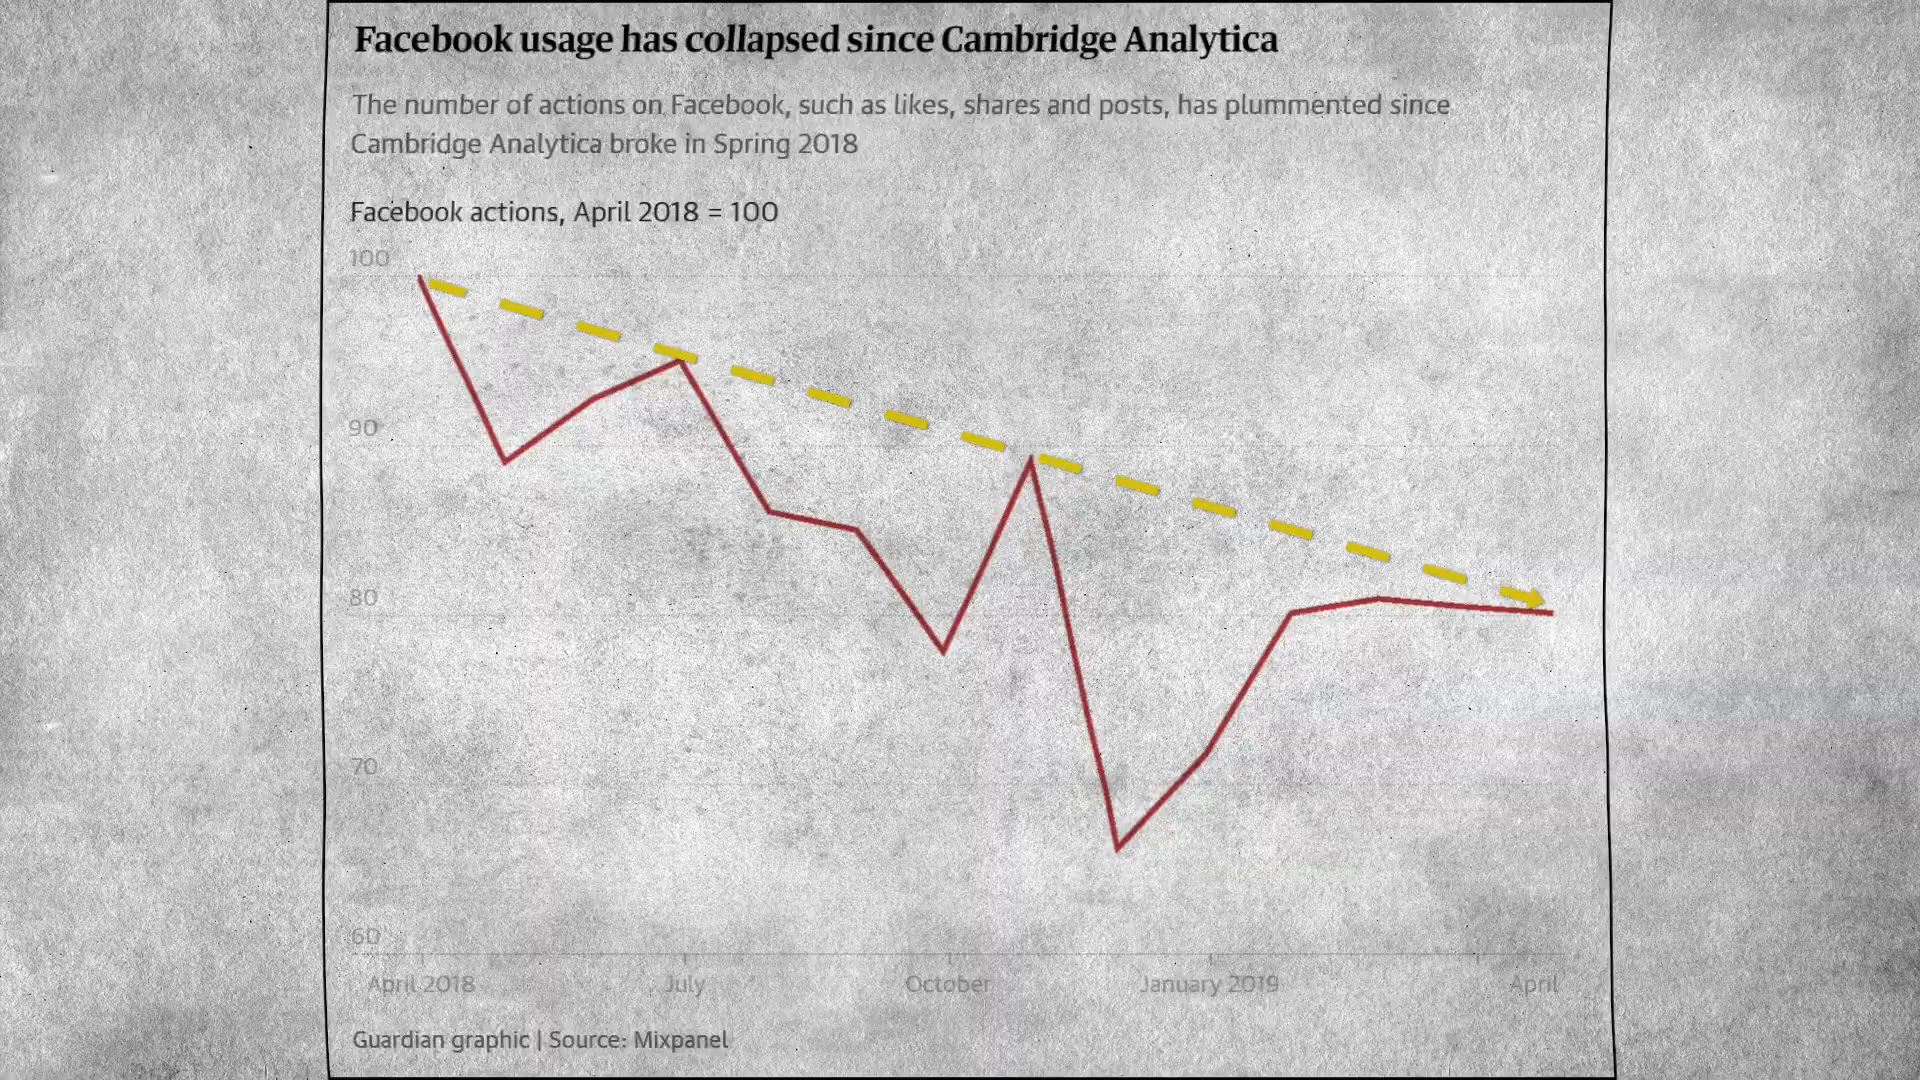 Facebook usage has collapsed since Cambridge Analytica
The number of actions on Facebook, such as likes, shares and posts, has plummented since
Cambridge Analytica broke in Spring 2018
Facebook actions, April 2018 = 100
100
90
80
70
60
April 2018 July October January 2019 April
Guardian graphic | Source: Mixpanel